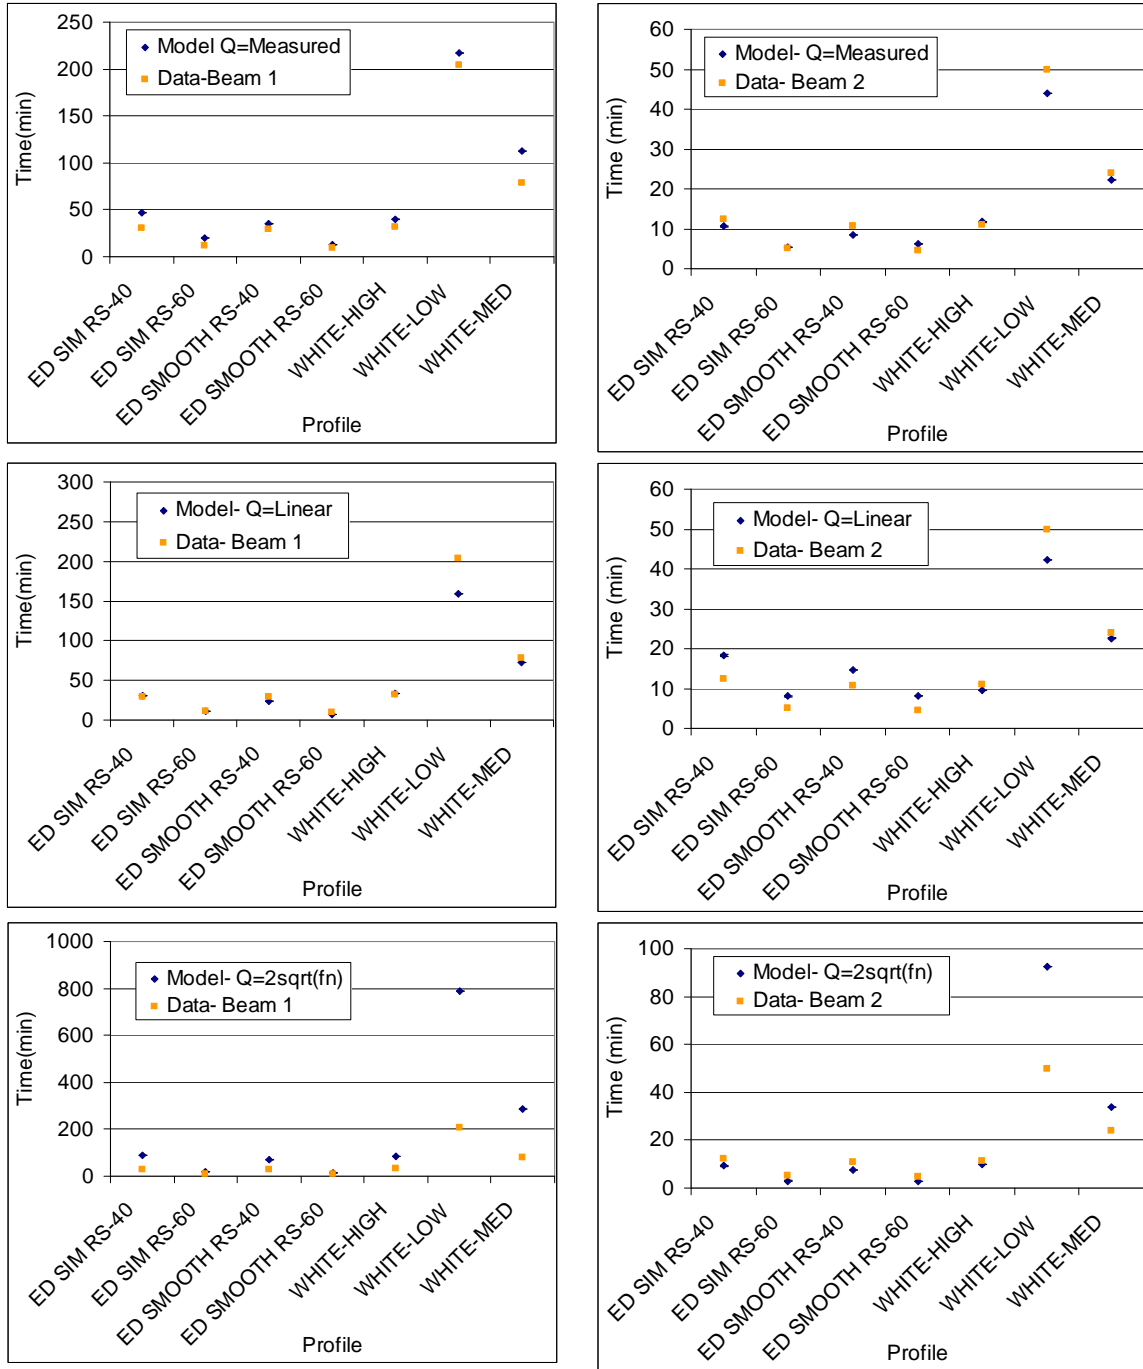 250
200
150
100
50
0
Time(min)
Model Q=Measured
Data-Beam 1
ED SIM RS-40
ED SIM RS-60
ED SMOOTH RS-40
ED SMOOTH RS-60
WHITE-HIGH
WHITE-LOW
WHITE-MED
Profile
60
50
40
30
20
10
0
Time (min)
Model- Q=Measured
Data- Beam 2
ED SIM RS-40
ED SIM RS-60
ED SMOOTH RS-40
ED SMOOTH RS-60
WHITE-HIGH
WHITE-LOW
WHITE-MED
Profile
300
250
200
150
100
50
0
Time(min)
Model- Q=Linear
Data- Beam 1
ED SIM RS-40
ED SIM RS-60
ED SMOOTH RS-40
ED SMOOTH RS-60
WHITE-HIGH
WHITE-LOW
WHITE-MED
Profile
60
50
40
30
20
10
0
Time (min)
Model- Q=Linear
Data- Beam 2
ED SIM RS-40
ED SIM RS-60
ED SMOOTH RS-40
ED SMOOTH RS-60
WHITE-HIGH
WHITE-LOW
WHITE-MED
Profile
1000
800
600
400
200
0
Time(min)
Model- Q=2sqrt(fn)
Data- Beam 1
ED SIM RS-40
ED SIM RS-60
ED SMOOTH RS-40
ED SMOOTH RS-60
WHITE-HIGH
WHITE-LOW
WHITE-MED
Profile
100
80
60
40
20
0
Time (min)
Model- Q=2sqrt(fn)
Data- Beam 2
ED SIM RS-40
ED SIM RS-60
ED SMOOTH RS-40
ED SMOOTH RS-60
WHITE-HIGH
WHITE-LOW
WHITE-MED
Profile